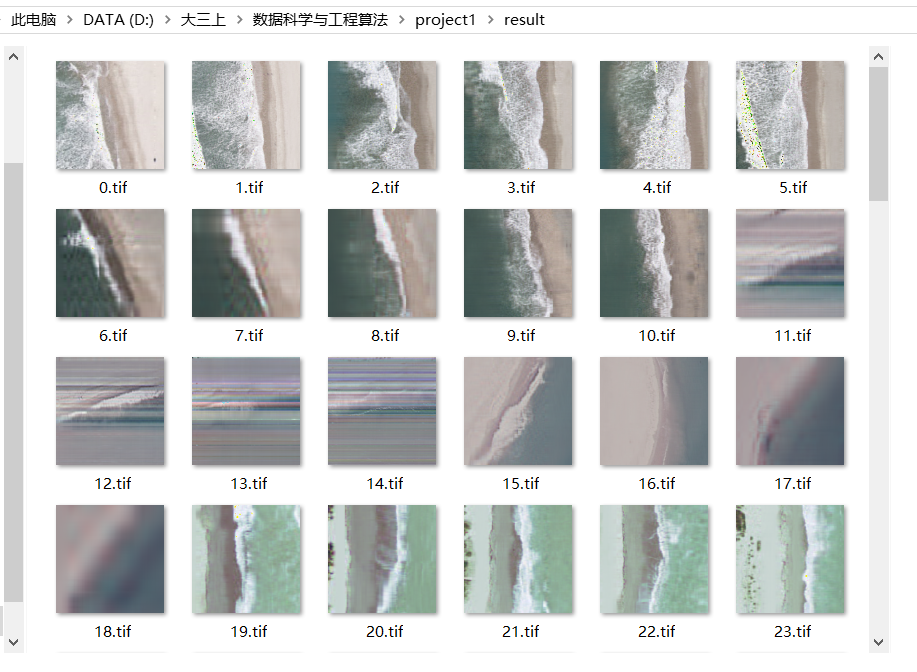 此电脑 > DATA (D:) > 大三上 > 数据科学与工程算法 > project1 > result
0.tif 1.tif 2.tif 3.tif 4.tif 5.tif
6.tif 7.tif 8.tif 9.tif 10.tif 11.tif
12.tif 13.tif 14.tif 15.tif 16.tif 17.tif
18.tif 19.tif 20.tif 21.tif 22.tif 23.tif